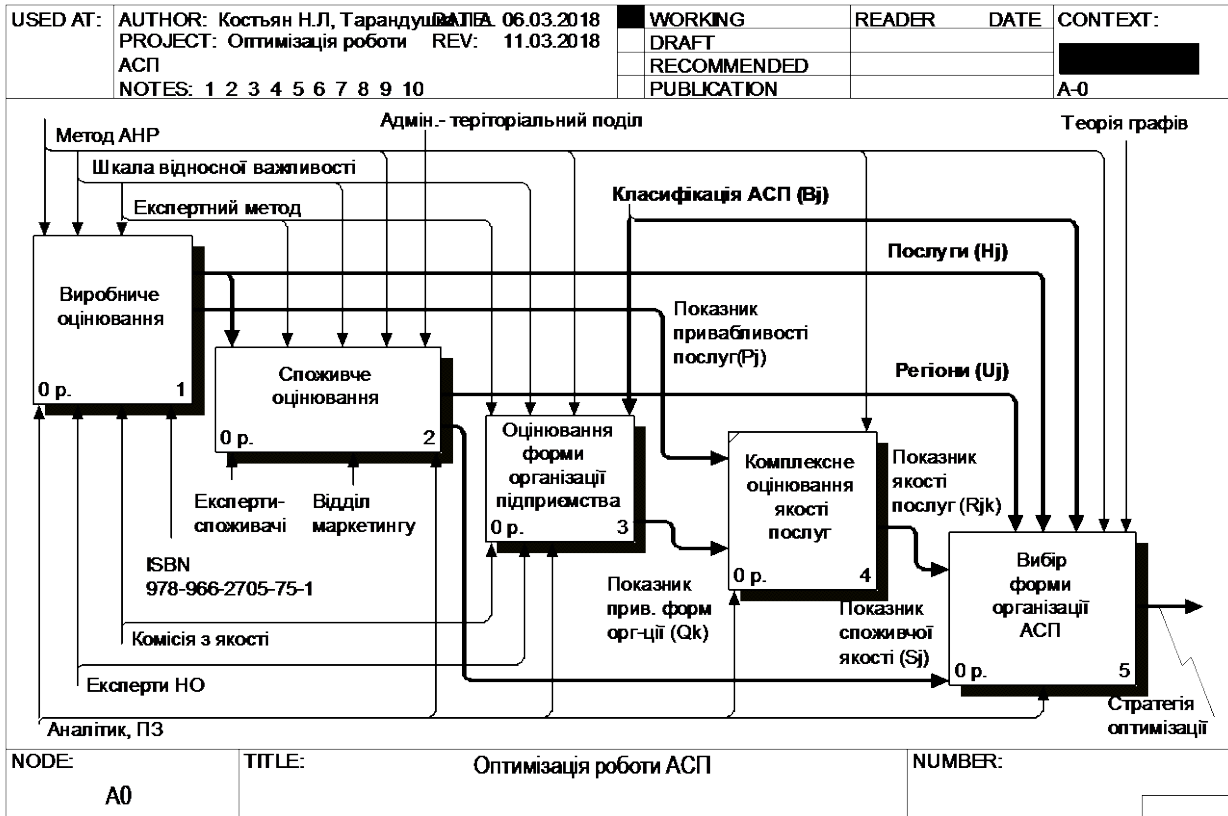 USED AT: AUTHOR: Костьян Н.Л, Тарандушка Л.А. DATE: 06.03.2018 WORKING READER DATE CONTEXT:
PROJECT: Оптимізація роботи REV: 11.03.2018 DRAFT
АСП RECOMMENDED
NOTES: 1 2 3 4 5 6 7 8 9 10 PUBLICATION A-0
Адмін.- теріторіальний поділ
Теорія графів
Метод АНР
Шкала відносної важливості
Класифікація АСП (Bj)
Експертний метод
Послуги (Hj)
Виробниче
оцінювання
0 р. 1
Показник
привабливості
послуг(Pj)
Споживче
оцінювання
0 р. 2
Регіони (Uj)
Оцінювання
форми
організації
підприємства
0 р. 3
Комплексне
оцінювання
якості
послуг
0 р. 4
Показник
якості
послуг (Rjk)
Експерти-
споживачі
Відділ
маркетингу
ISBN
978-966-2705-75-1
Вибір
форми
організації
АСП
0 р. 5
Показник
прив. форм
орг-ції (Qk)
Показник
споживчої
якості (Sj)
Комісія з якості
Експерти НО
Аналітик, ПЗ
Стратегія
оптимізації
NODE: TITLE: Оптимізація роботи АСП NUMBER:
A0